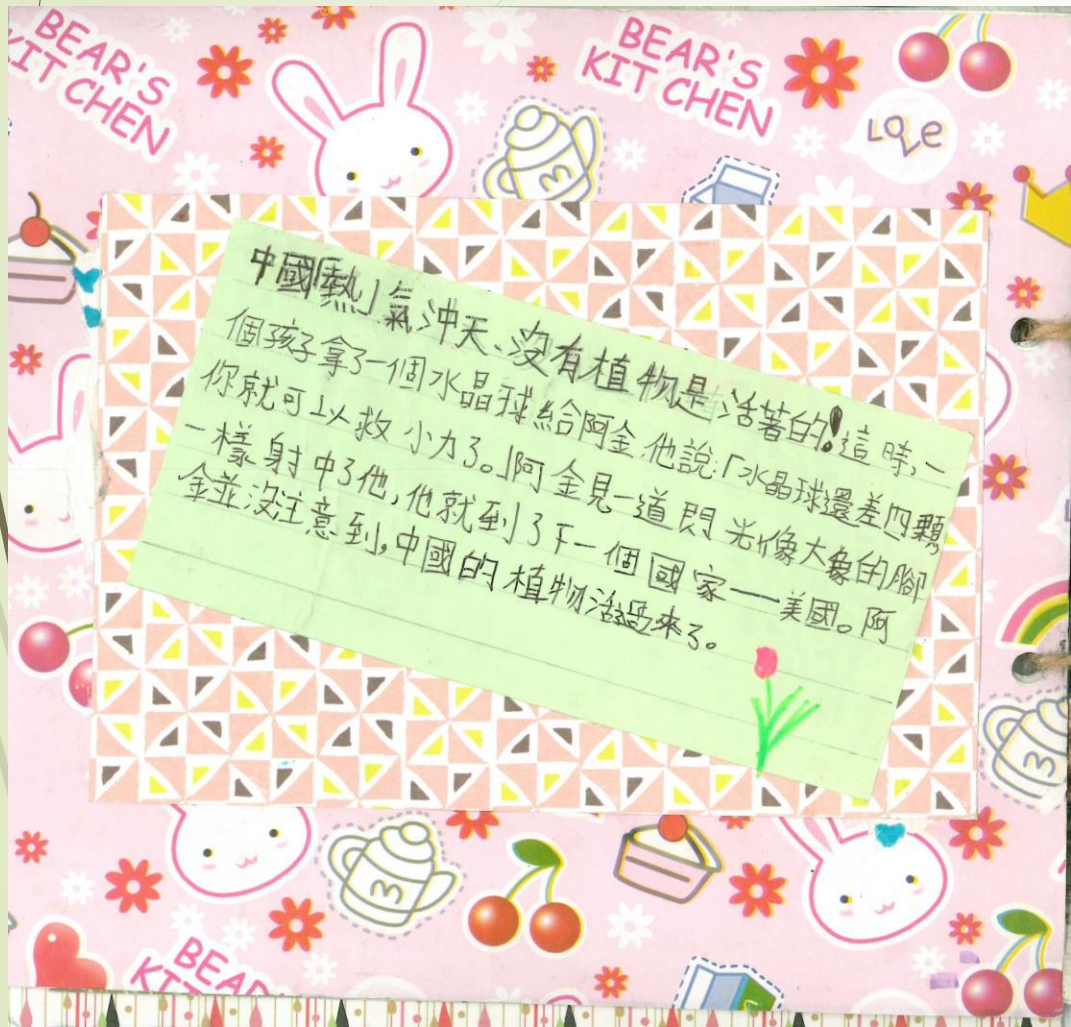 BEAR'S
KIT CHEN
BEAR'S
KIT CHEN
LOVE
中國「熱」氣沖天、沒有植物是活著的!這時,一
個孩子拿了一個水晶球給阿金,他說:「水晶球還差四顆,
你就可以救小力了。」阿金見一道閃光像大象的腳
一樣射中了他,他就到了下一個國家——美國。阿
金並沒注意到,中國的植物活過來了。
3
3
3
BEAR
KIT